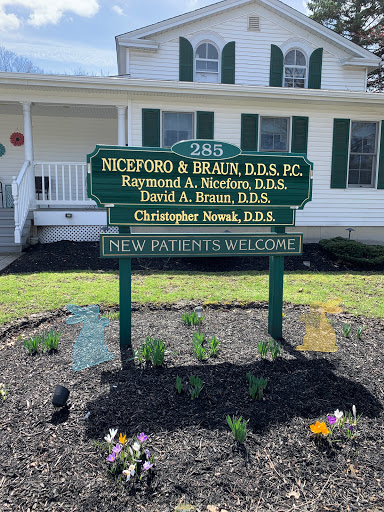 285
NICEFORO & BRAUN, D.D.S. P.C.
Raymond A. Niceforo, D.D.S.
David A. Braun, D.D.S.
Christopher Nowak, D.D.S.
NEW PATIENTS WELCOME